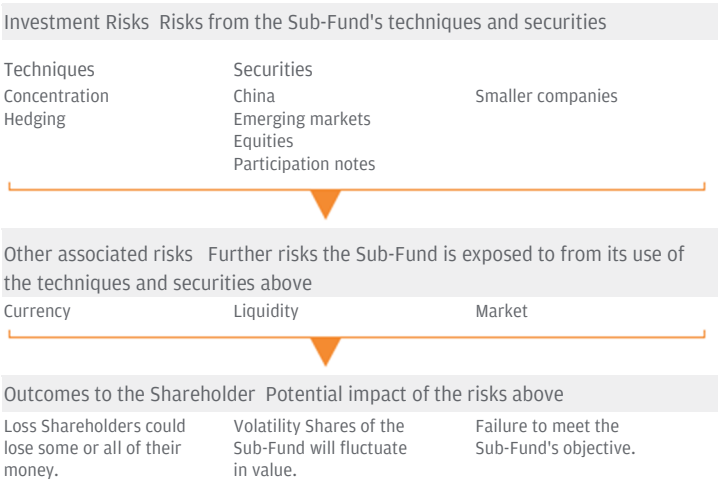 Investment Risks Risks from the Sub-Fund's techniques and securities
Techniques
Concentration
Hedging
Securities
China
Emerging markets
Equities
Participation notes
Smaller companies
Other associated risks Further risks the Sub-Fund is exposed to from its use of
the techniques and securities above
Currency
Liquidity
Market
Outcomes to the Shareholder Potential impact of the risks above
Loss Shareholders could
lose some or all of their
money.
Volatility Shares of the
Sub-Fund will fluctuate
in value.
Failure to meet the
Sub-Fund's objective.